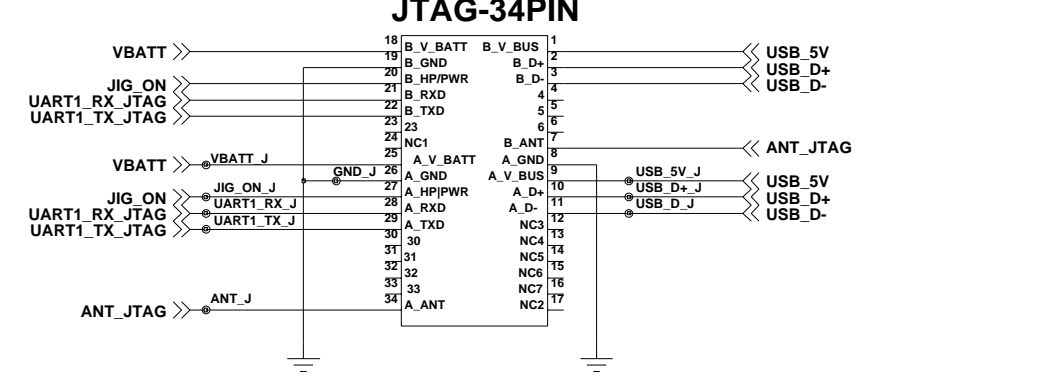 JTAG-34PIN
VBATT 18 B_V_BATT B_V_BUS 1 USB_5V
19 B_GND B_D+ 2 USB_D+
JIG_ON 20 B_HP/PWR B_D- 3 USB_D-
UART1_RX_JTAG 21 B_RXD 4 4
UART1_TX_JTAG 22 B_TXD 5 5
23 23 6 6
24 NC1 B_ANT 7 ANT_JTAG
VBATT VBATT_J 25 A_V_BATT A_GND 8
GND_J 26 A_GND A_V_BUS 9 USB_5V_J USB_5V
JIG_ON JIG_ON_J 27 A_HP|PWR A_D+ 10 USB_D+_J USB_D+
UART1_RX_JTAG UART1_RX_J 28 A_RXD A_D- 11 USB_D_J USB_D-
UART1_TX_JTAG UART1_TX_J 29 A_TXD NC3 12
30 30 NC4 13
31 31 NC5 14
32 32 NC6 15
33 33 NC7 16
ANT_JTAG ANT_J 34 A_ANT NC2 17